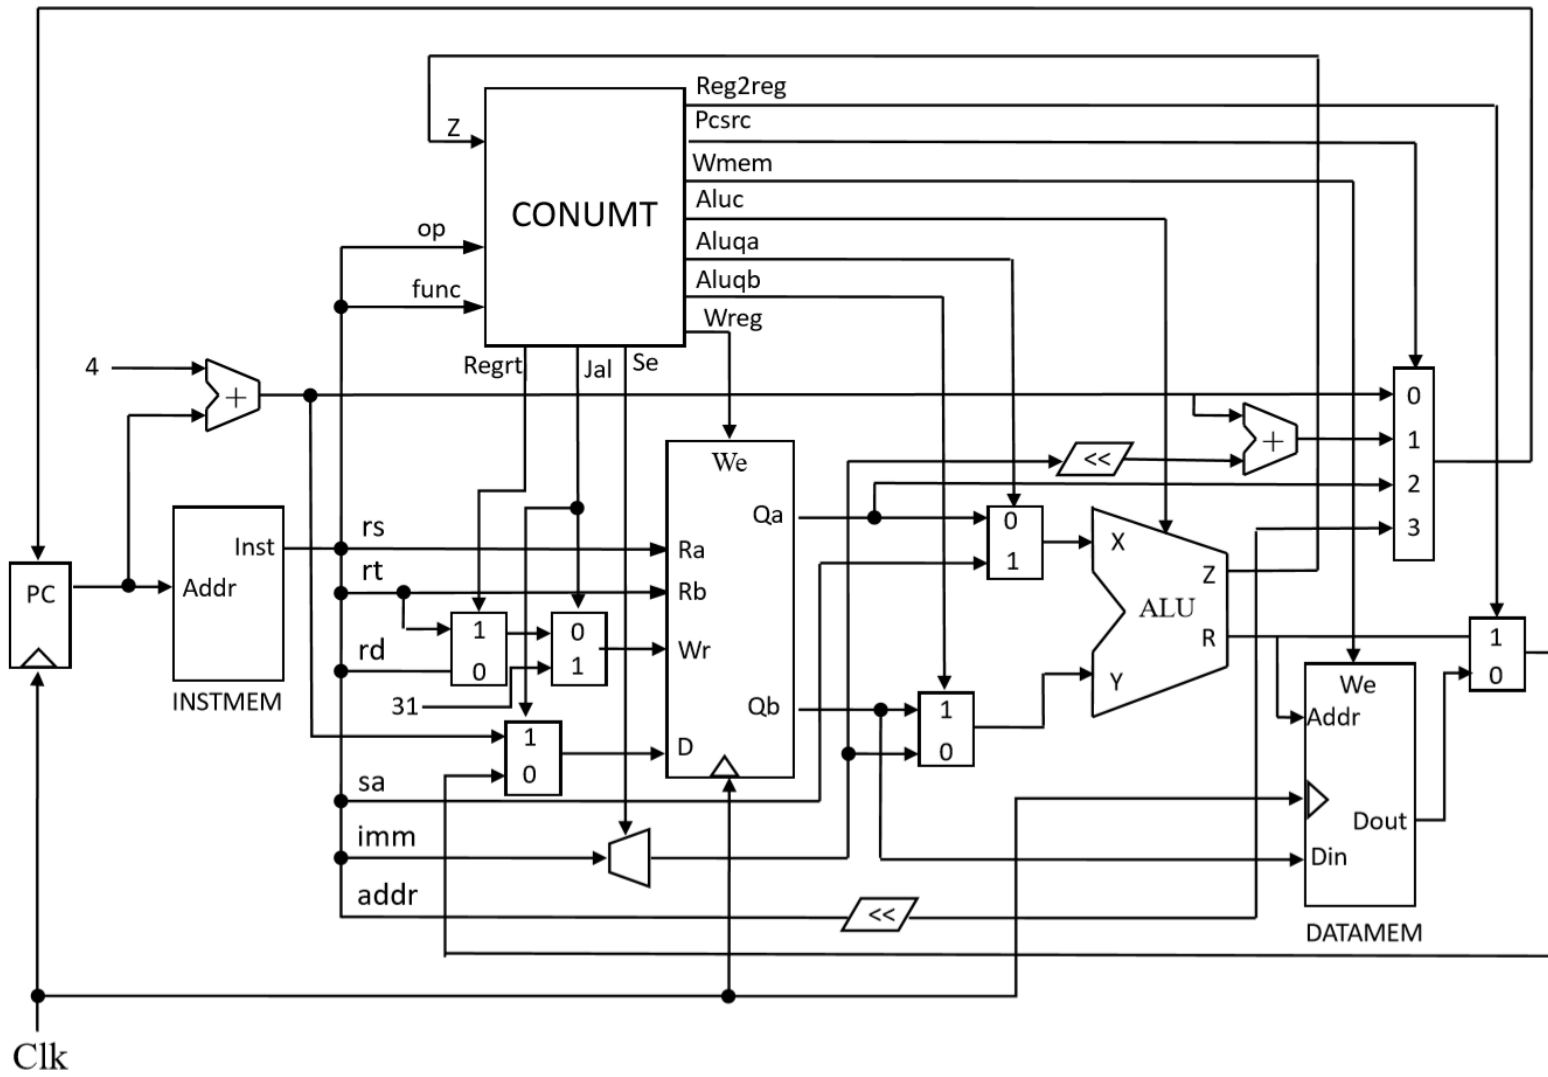 Reg2reg
Z
Pcsrc
Wmem
CONUMT
Aluc
op
Aluqa
func
Aluqb
Wreg
4
Regrt
Jal
Se
+
0
+
1
<<
We
2
Qa
0
3
rs
Inst
Ra
1
X
PC
Addr
rt
Rb
Z
ALU
1
0
R
1
rd
Wr
0
1
Y
We
0
INSTMEM
31
Qb
1
Addr
1
D
0
0
sa
imm
Dout
Din
addr
<<
DATAMEM
Clk